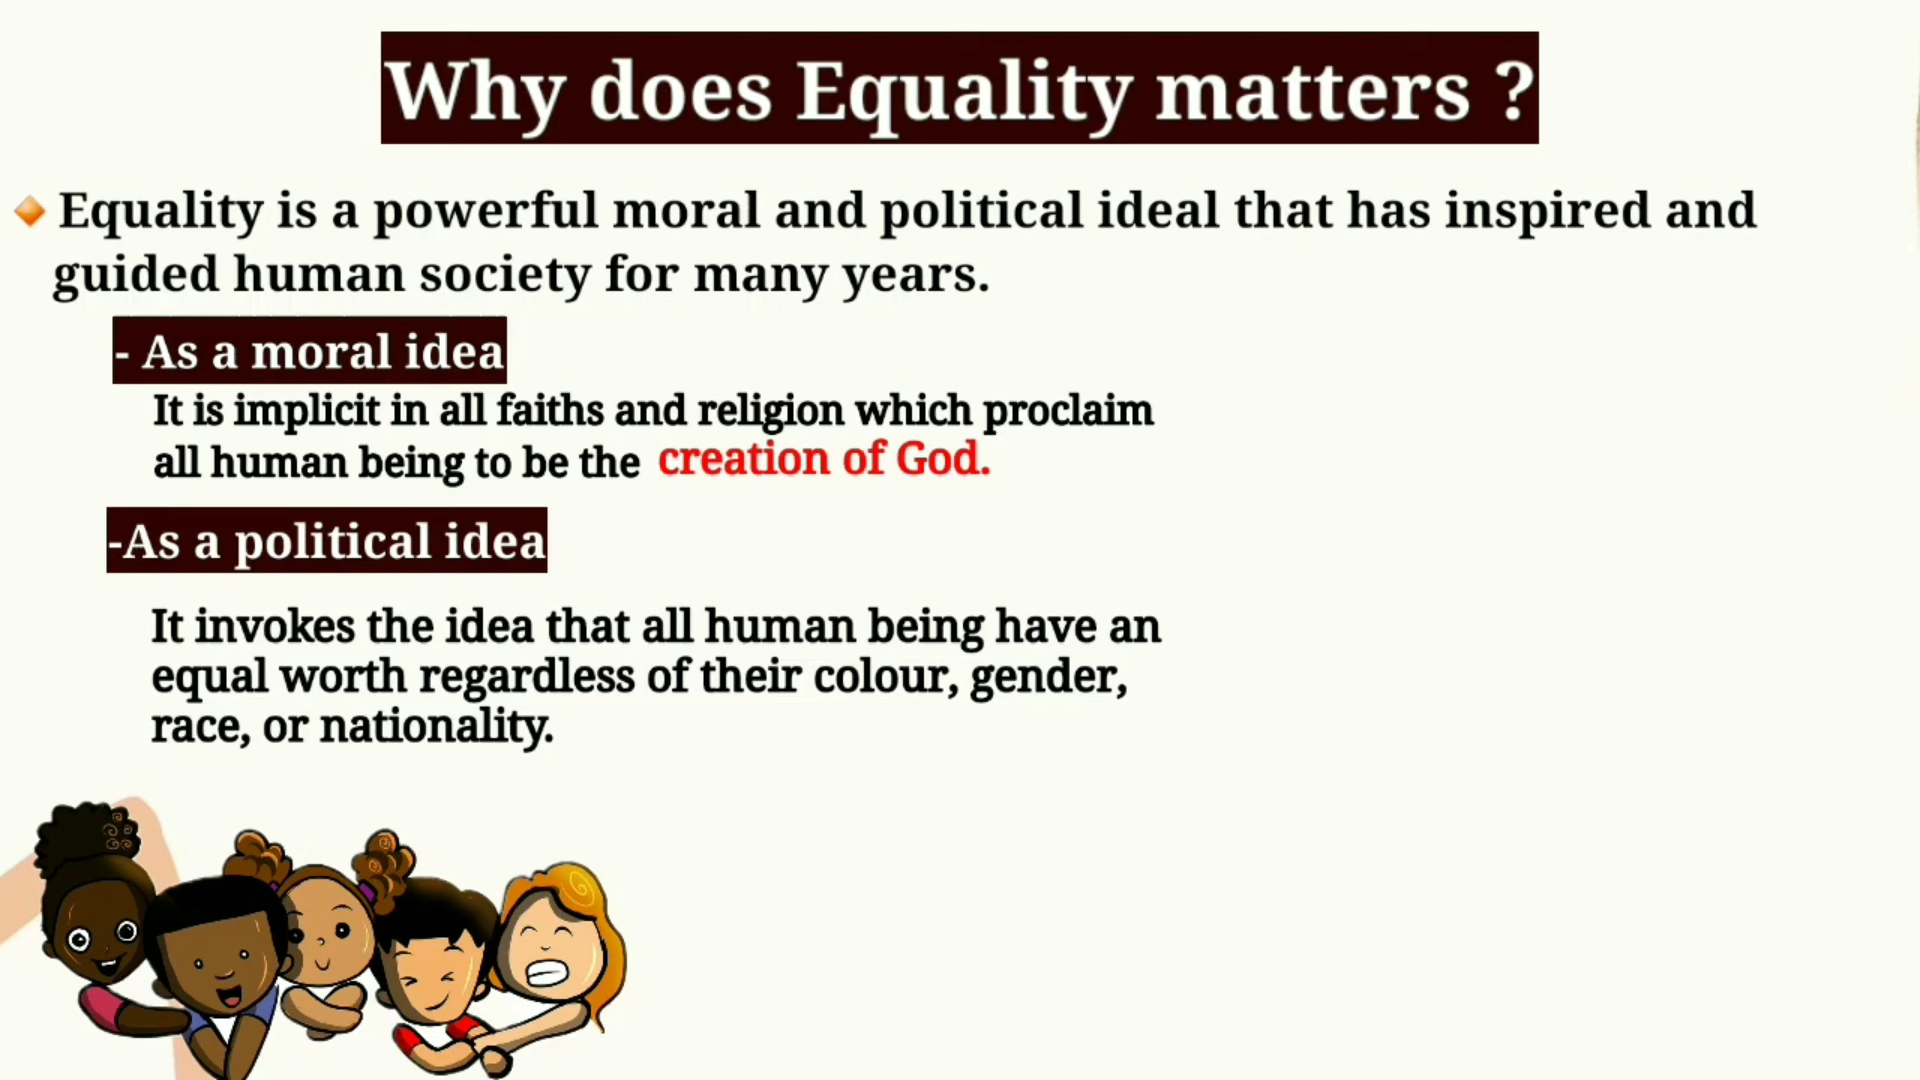 Why does Equality matters ?
Equality is a powerful moral and political ideal that has inspired and
guided human society for many years.
- As a moral idea
It is implicit in all faiths and religion which proclaim
all human being to be the creation of God.
-As a political idea
It invokes the idea that all human being have an
equal worth regardless of their colour, gender,
race, or nationality.